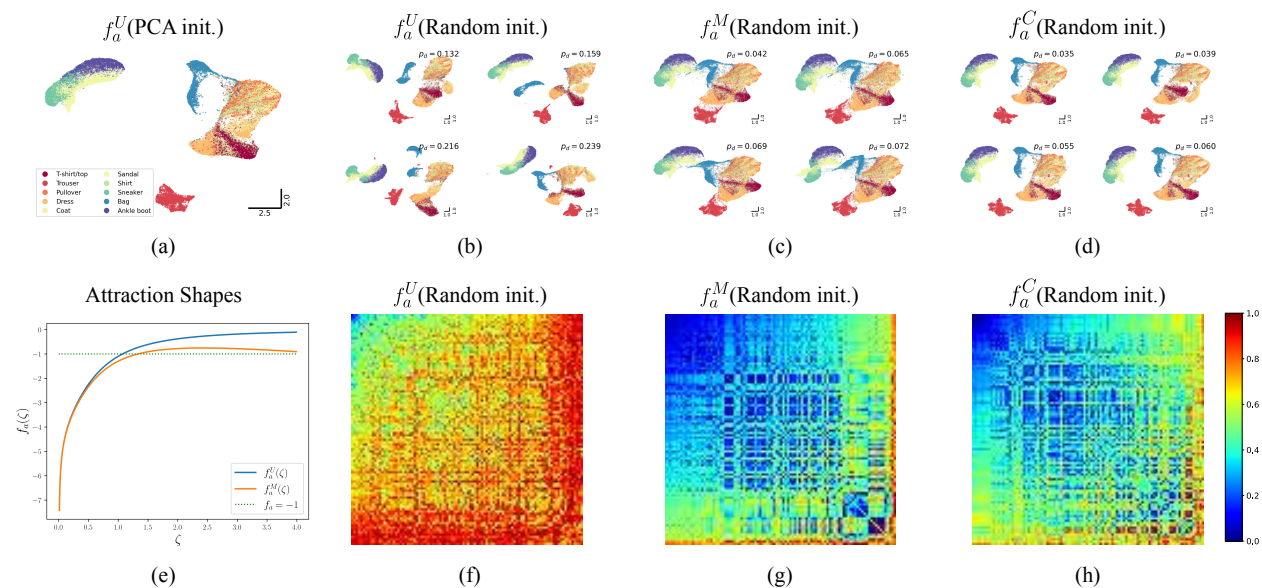 f_a^U(PCA init.)
f_a^U(Random init.)
f_a^M(Random init.)
f_a^C(Random init.)
p_d = 0.132
p_d = 0.159
p_d = 0.042
p_d = 0.065
p_d = 0.035
p_d = 0.039
p_d = 0.216
p_d = 0.239
p_d = 0.069
p_d = 0.072
p_d = 0.055
p_d = 0.060
T-shirt/top
Trouser
Pullover
Dress
Coat
Sandal
Shirt
Sneaker
Bag
Ankle boot
2.5
2.0
(a)
(b)
(c)
(d)
Attraction Shapes
f_a^U(Random init.)
f_a^M(Random init.)
f_a^C(Random init.)
f_a(ζ)
0
−1
−2
−3
−4
−5
−6
−7
0.0 0.5 1.0 1.5 2.0 2.5 3.0 3.5 4.0
ζ
f_a^U(ζ)
f_a^M(ζ)
f_a = −1
1.0
0.8
0.6
0.4
0.2
0.0
(e)
(f)
(g)
(h)